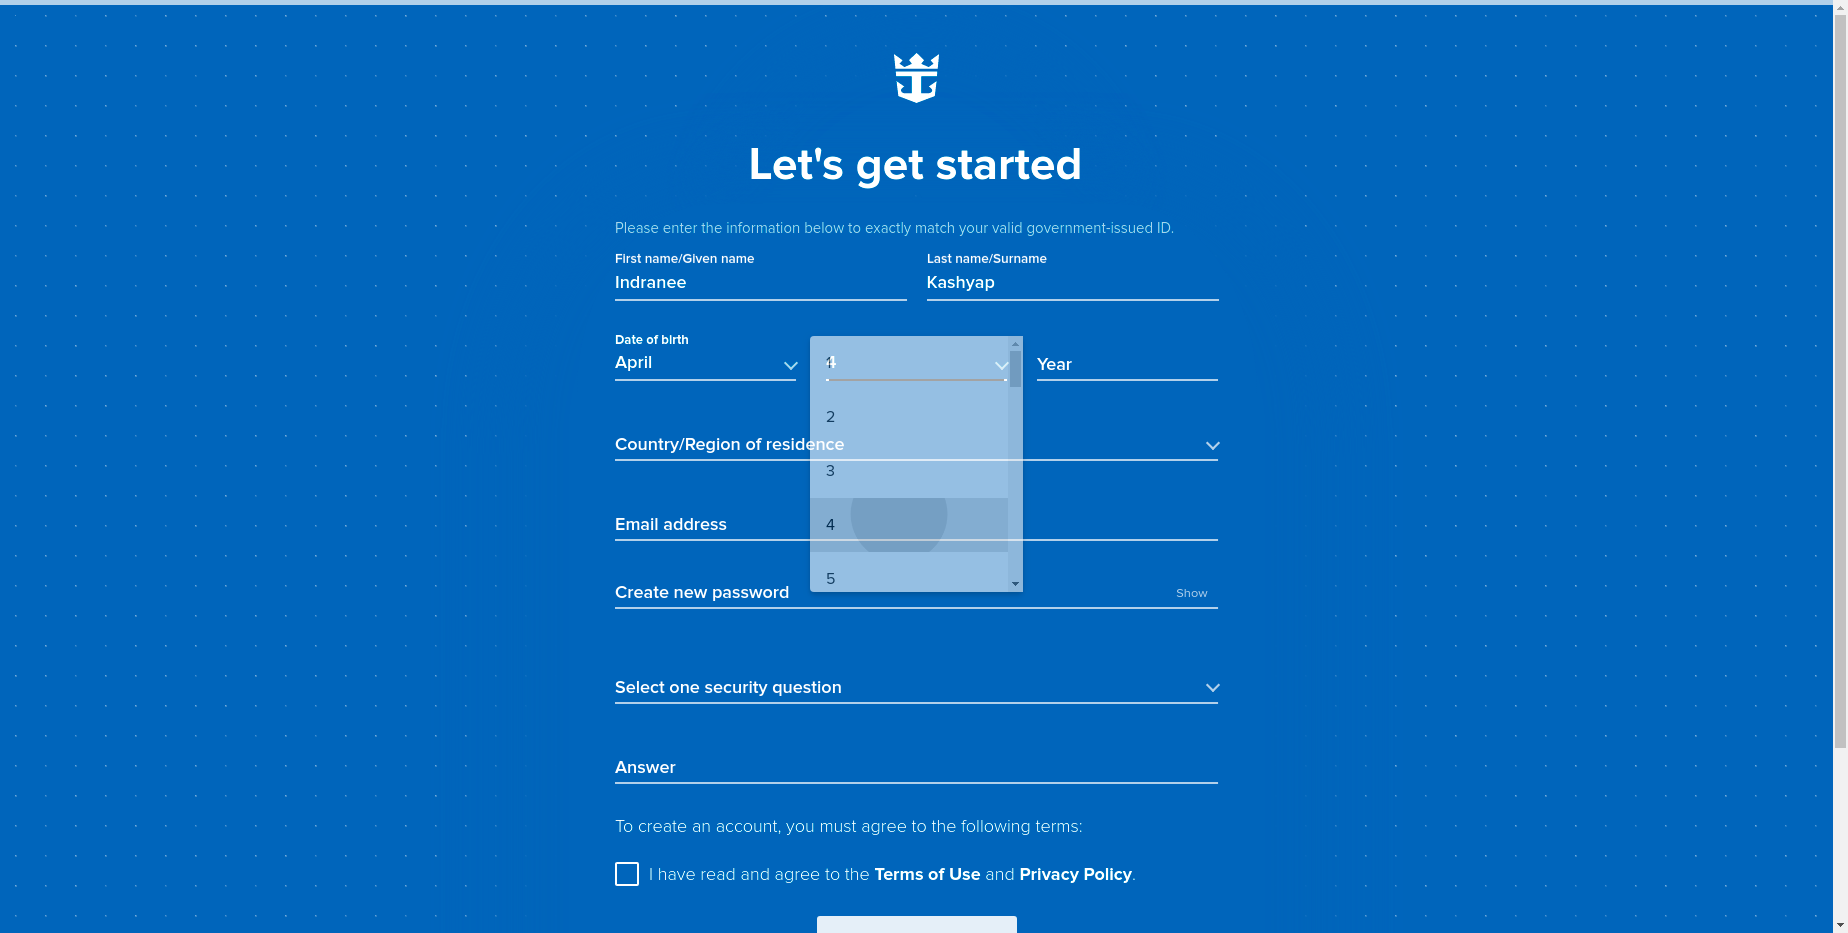 Let's get started
Please enter the information below to exactly match your valid government-issued ID.
First name/Given name
Indranee
Last name/Surname
Kashyap
Date of birth
April
4
1
2
3
4
5
Year
Country/Region of residence
Email address
Create new password
Show
Select one security question
Answer
To create an account, you must agree to the following terms:
I have read and agree to the Terms of Use and Privacy Policy.